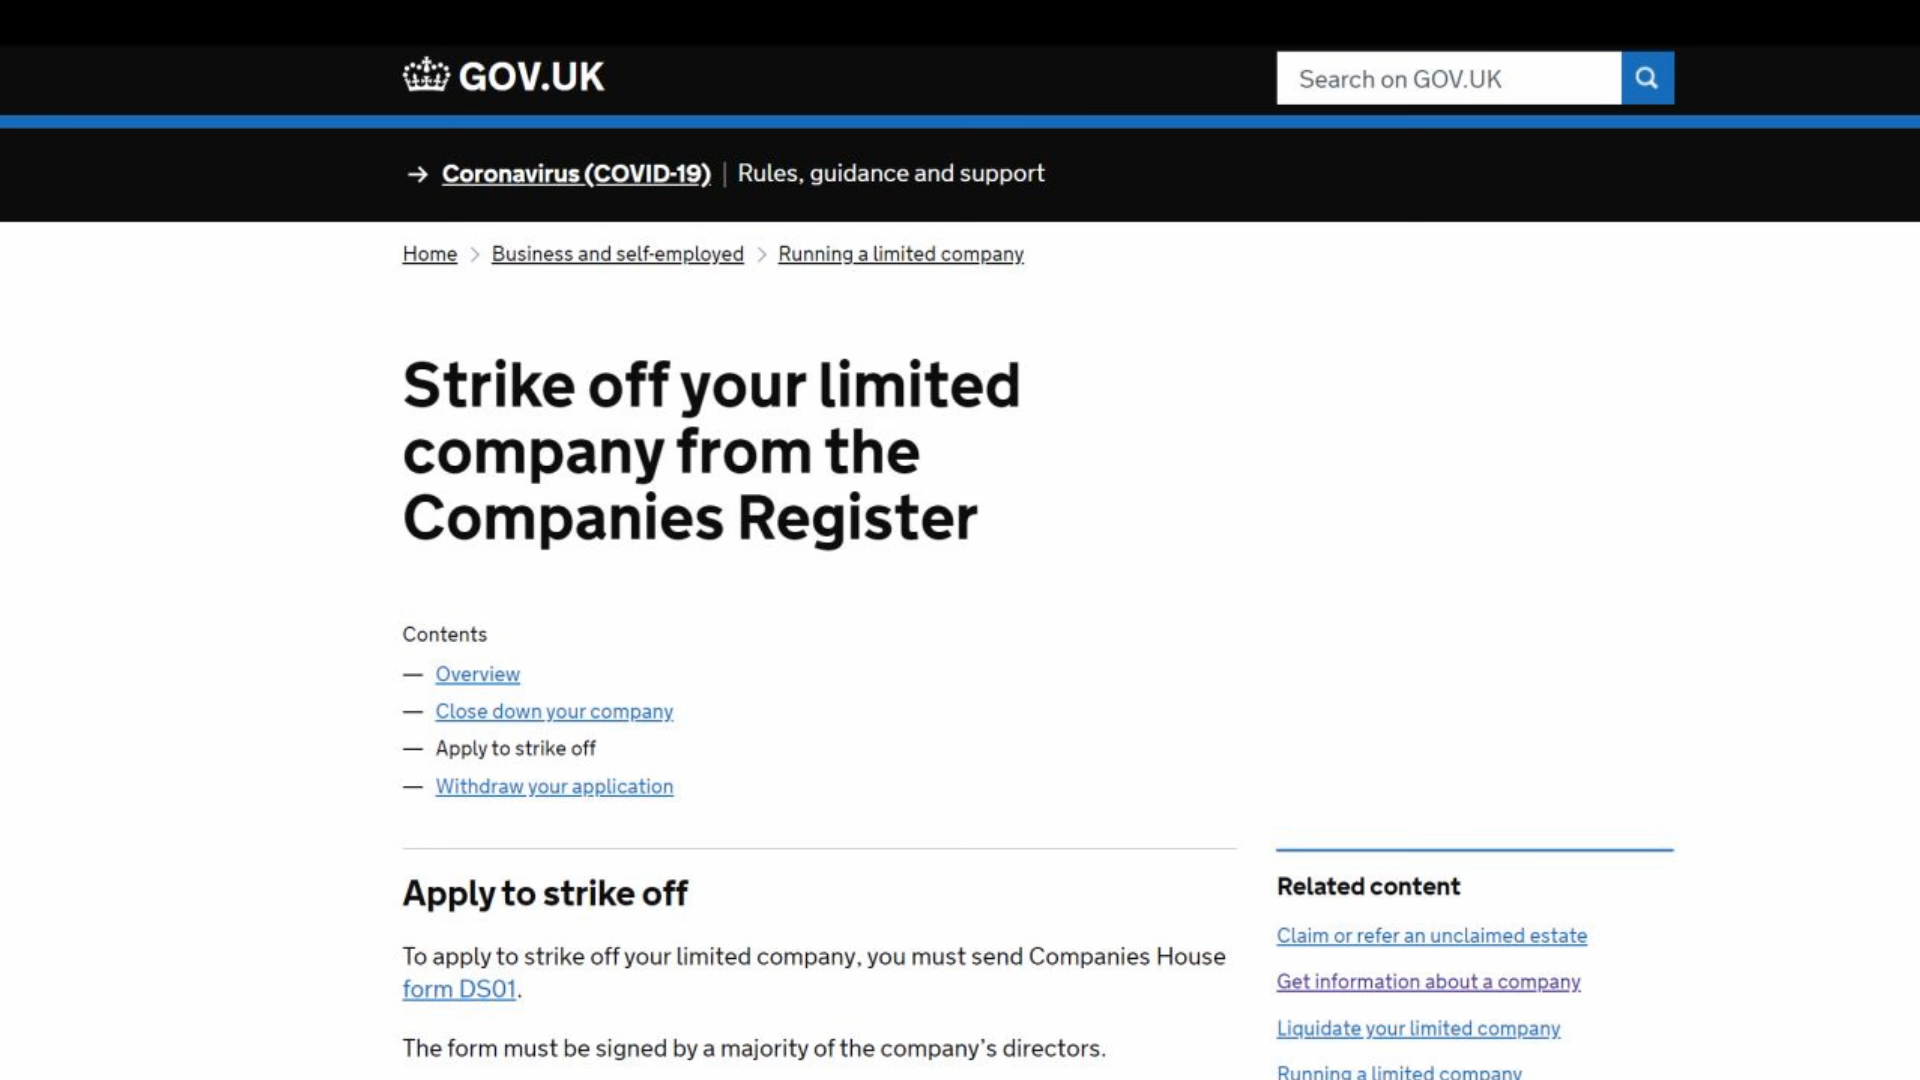 GOV.UK
Search on GOV.UK
→ Coronavirus (COVID-19) | Rules, guidance and support
Home > Business and self-employed > Running a limited company
Strike off your limited
company from the
Companies Register
Contents
— Overview
— Close down your company
— Apply to strike off
— Withdraw your application
Apply to strike off
To apply to strike off your limited company, you must send Companies House
form DS01.
The form must be signed by a majority of the company’s directors.
Related content
Claim or refer an unclaimed estate
Get information about a company
Liquidate your limited company
Running a limited company